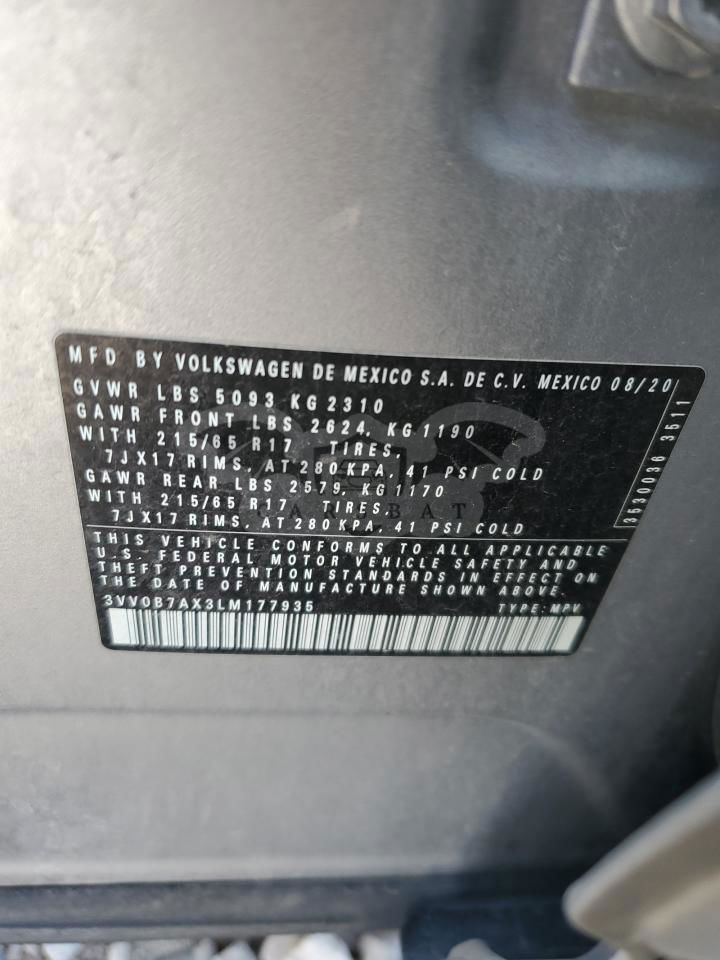 MFD BY VOLKSWAGEN DE MEXICO S.A. DE C.V. MEXICO 08/20
GVWR LBS 5093 KG 2310
GAWR FRONT LBS 2624, KG 1190
WITH 215/65 R17 TIRES,
7JX17 RIMS, AT 280 KPA, 41 PSI COLD
GAWR REAR LBS 2579, KG 1170
WITH 215/65 R17 TIRES,
7JX17 RIMS, AT 280 KPA, 41 PSI COLD
3530036 3511
THIS VEHICLE CONFORMS TO ALL APPLICABLE
U.S. FEDERAL MOTOR VEHICLE SAFETY AND
THEFT PREVENTION STANDARDS IN EFFECT ON
THE DATE OF MANUFACTURE SHOWN ABOVE.
3VV0B7AX3LM177935 TYPE: MPV
CAR BAT